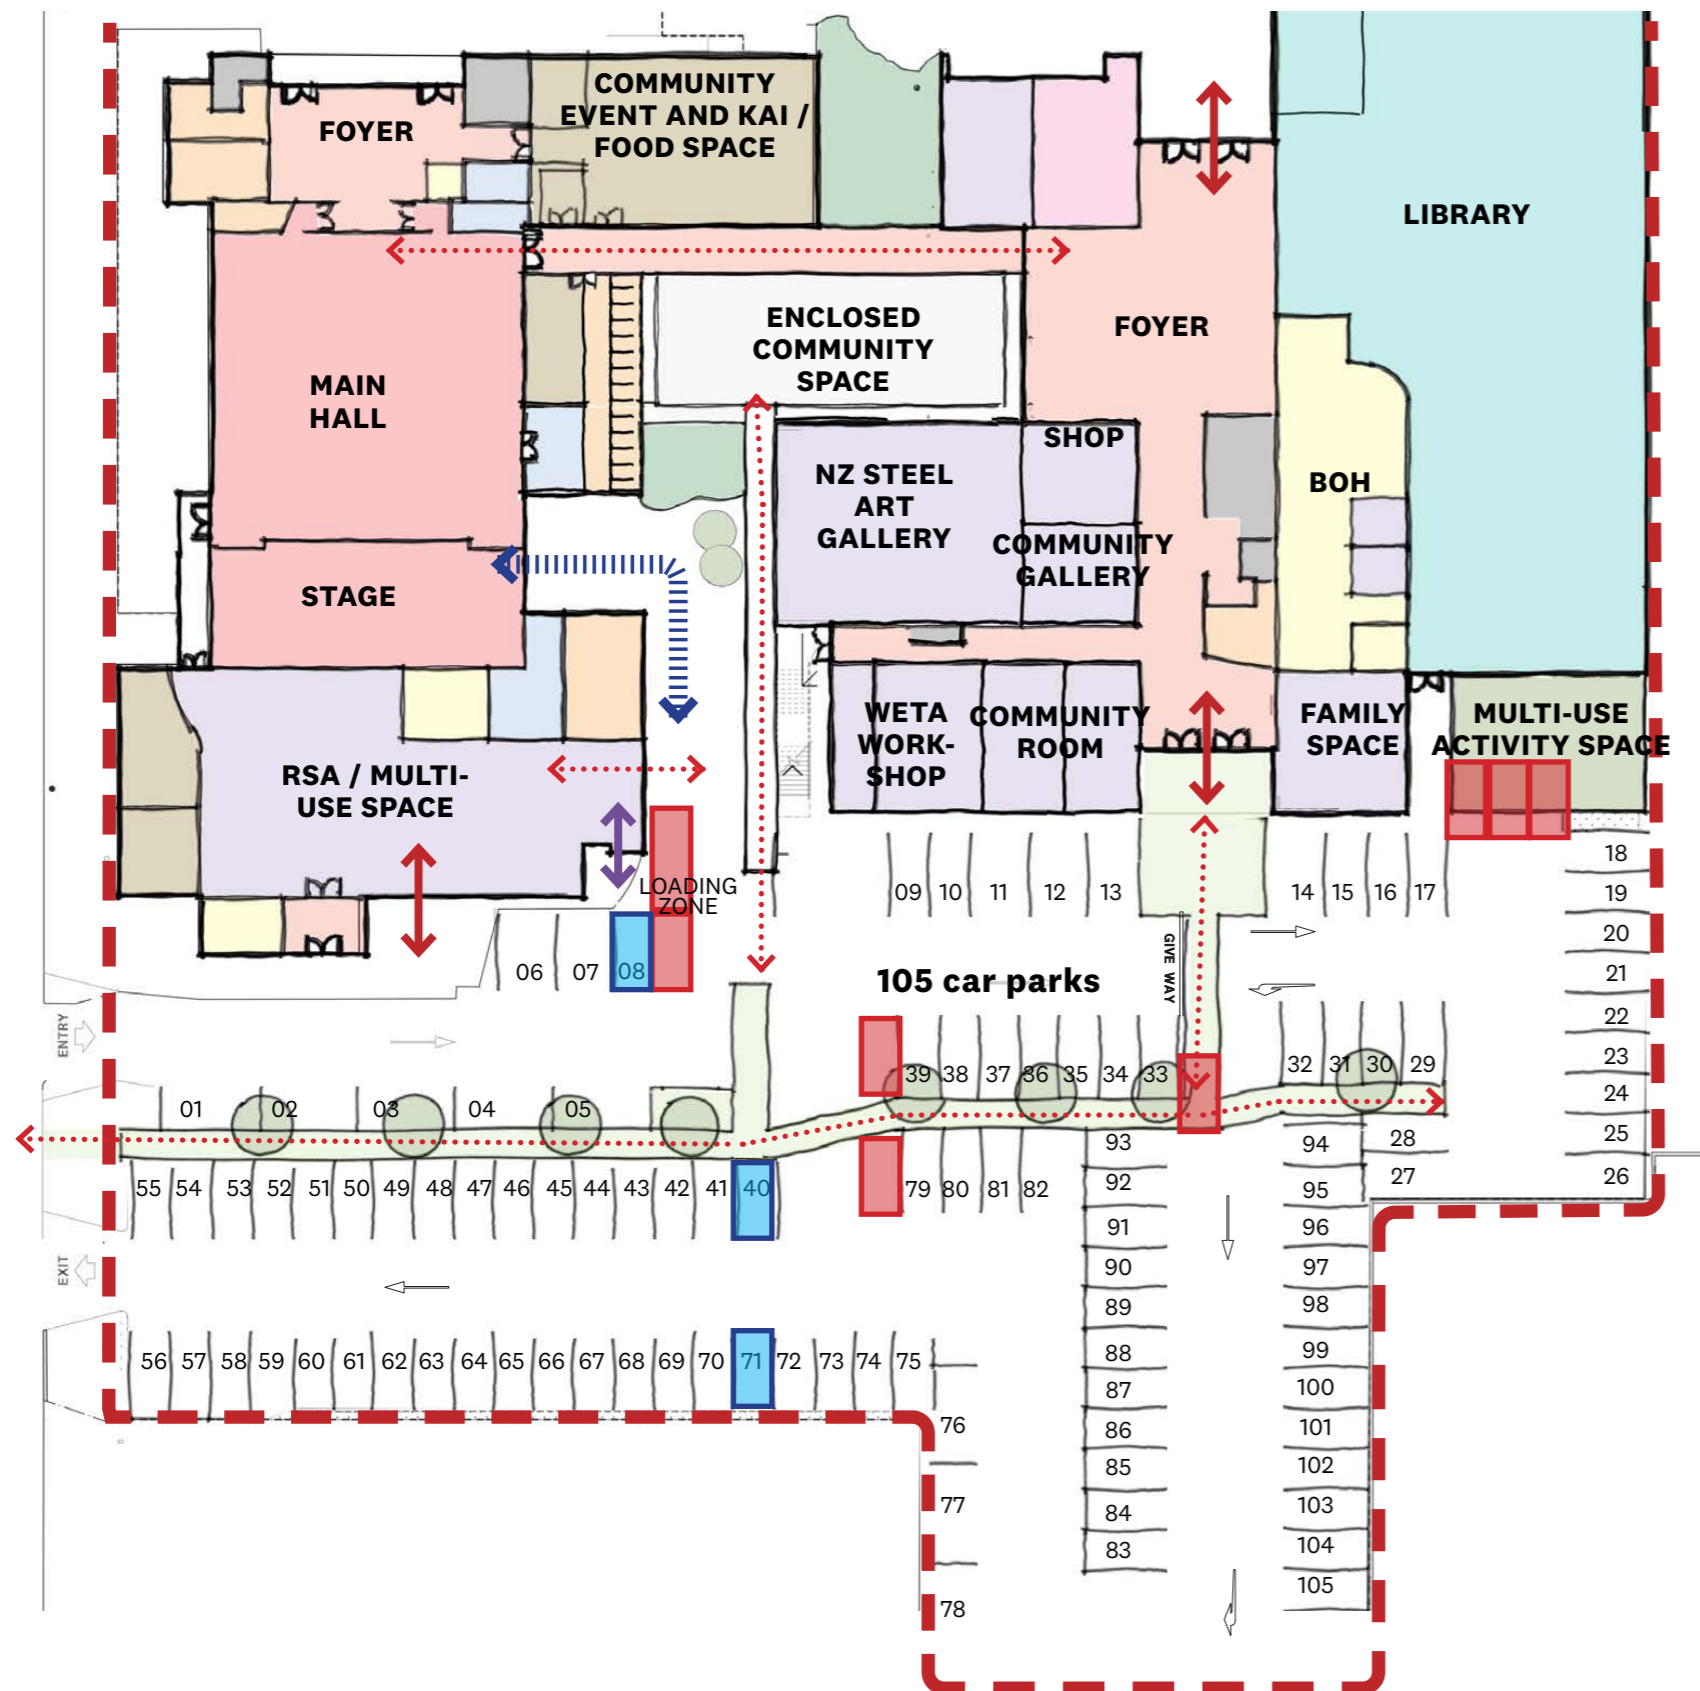 COMMUNITY
EVENT AND KAI /
FOOD SPACE
FOYER
LIBRARY
MAIN
HALL
ENCLOSED
COMMUNITY
SPACE
FOYER
SHOP
NZ STEEL
ART
GALLERY
BOH
COMMUNITY
GALLERY
STAGE
RSA / MULTI-
USE SPACE
WETA
WORK-
SHOP
COMMUNITY
ROOM
FAMILY
SPACE
MULTI-USE
ACTIVITY SPACE
LOADING
ZONE
06 07 08
09 10 11 12 13
14 15 16 17
18
19
20
21
22
23
24
25
26
GIVE WAY
105 car parks
ENTRY
39 38 37 36 35 34 33
32 31 30 29
28
27
01 02 03 04 05
55 54 53 52 51 50 49 48 47 46 45 44 43 42 41 40
79 80 81 82
93
92
91
90
89
88
87
86
85
84
83
94
95
96
97
98
99
100
101
102
103
104
105
EXIT
56 57 58 59 60 61 62 63 64 65 66 67 68 69 70 71 72 73 74 75
76
77
78